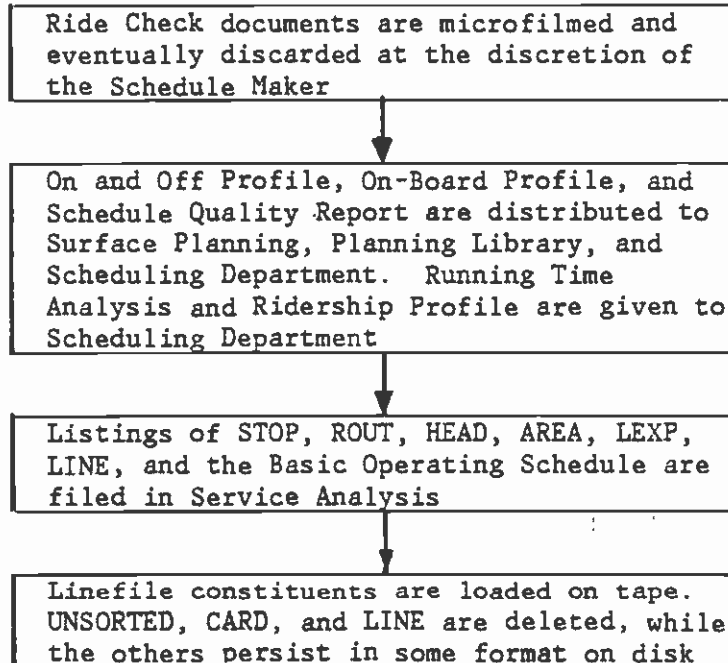 Ride Check documents are microfilmed and
eventually discarded at the discretion of
the Schedule Maker
On and Off Profile, On-Board Profile, and
Schedule Quality Report are distributed to
Surface Planning, Planning Library, and
Scheduling Department. Running Time
Analysis and Ridership Profile are given to
Scheduling Department
Listings of STOP, ROUT, HEAD, AREA, LEXP,
LINE, and the Basic Operating Schedule are
filed in Service Analysis
Linefile constituents are loaded on tape.
UNSORTED, CARD, and LINE are deleted, while
the others persist in some format on disk